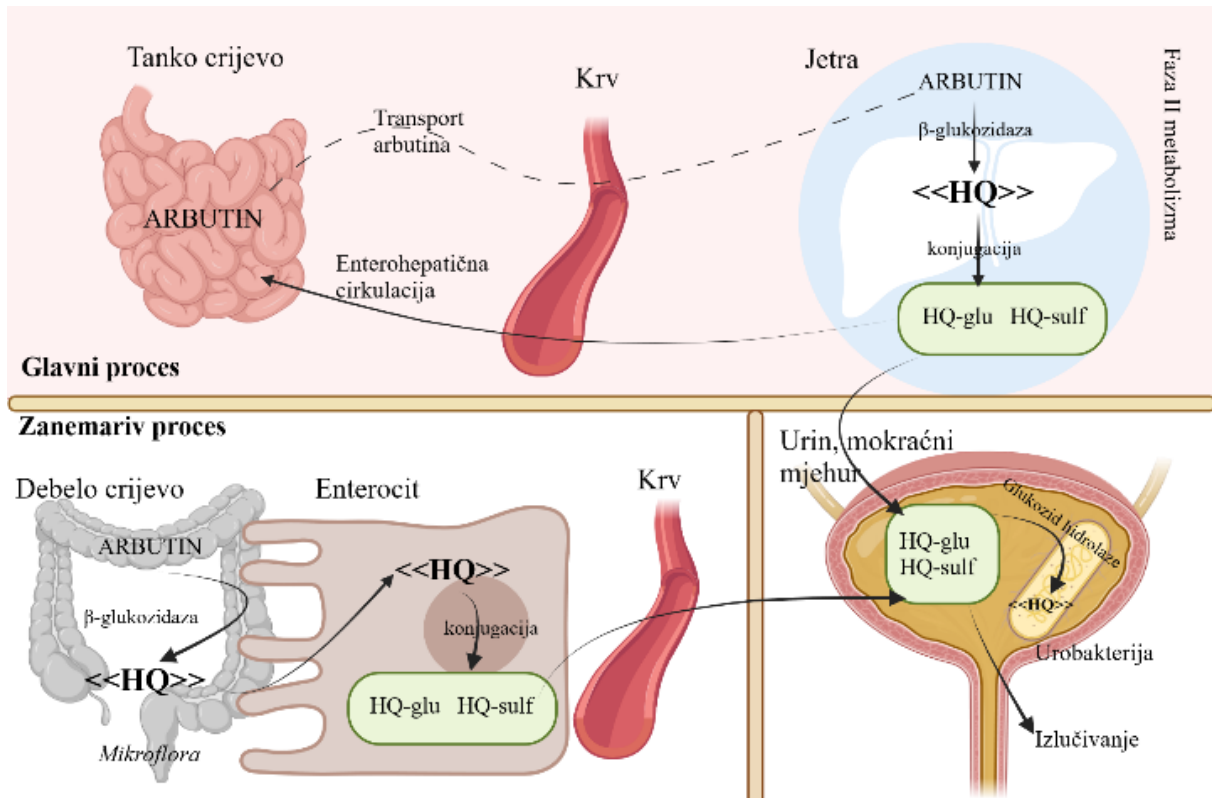 Tanko crijevo
ARBUTIN
Transport
arbutina
Krv
Enterohepatična
cirkulacija
Jetra
ARBUTIN
β-glukozidaza
<<HQ>>
konjugacija
HQ-glu HQ-sulf
Faza II metabolizma
Glavni proces
Zanemariv proces
Debelo crijevo
ARBUTIN
β-glukozidaza
<<HQ>>
Mikroflora
Enterocit
<<HQ>>
konjugacija
HQ-glu HQ-sulf
Krv
Urin, mokraćni
mjehur
HQ-glu
HQ-sulf
Glukozid hidrolaze
<<HQ>>
Urobakterija
Izlučivanje